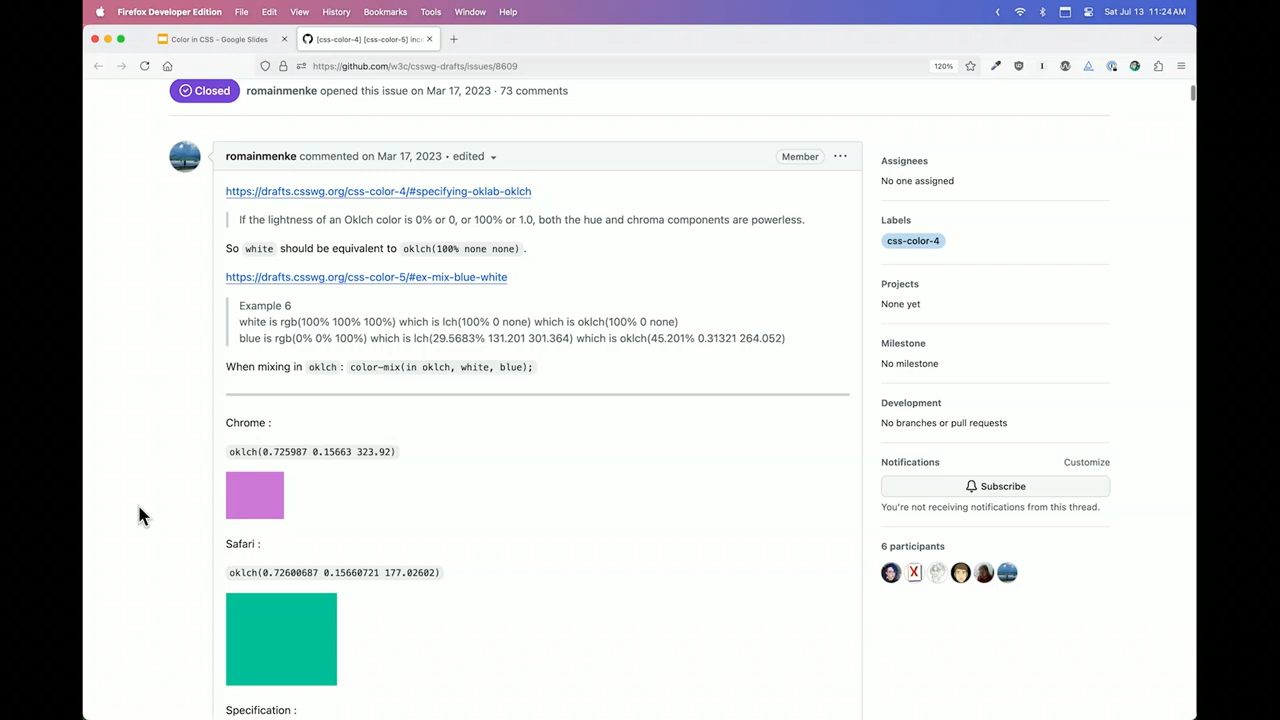 Firefox Developer Edition File Edit View History Bookmarks Tools Window Help Sat Jul 13 11:24 AM
Color in CSS - Google Slides [css-color-4] [css-color-5] inc
https://github.com/w3c/csswg-drafts/issues/8609 120%
Closed romainmenke opened this issue on Mar 17, 2023 · 73 comments
romainmenke commented on Mar 17, 2023 • edited Member
https://drafts.csswg.org/css-color-4/#specifying-oklab-oklch
If the lightness of an Oklch color is 0% or 0, or 100% or 1.0, both the hue and chroma components are powerless.
So white should be equivalent to oklch(100% none none).
https://drafts.csswg.org/css-color-5/#ex-mix-blue-white
Example 6
white is rgb(100% 100% 100%) which is lch(100% 0 none) which is oklch(100% 0 none)
blue is rgb(0% 0% 100%) which is lch(29.5683% 131.201 301.364) which is oklch(45.201% 0.31321 264.052)
When mixing in oklch : color-mix(in oklch, white, blue);
Chrome :
oklch(0.725987 0.15663 323.92)
Safari :
oklch(0.72600687 0.15660721 177.02602)
Specification :
Assignees
No one assigned
Labels
css-color-4
Projects
None yet
Milestone
No milestone
Development
No branches or pull requests
Notifications Customize
Subscribe
You're not receiving notifications from this thread.
6 participants